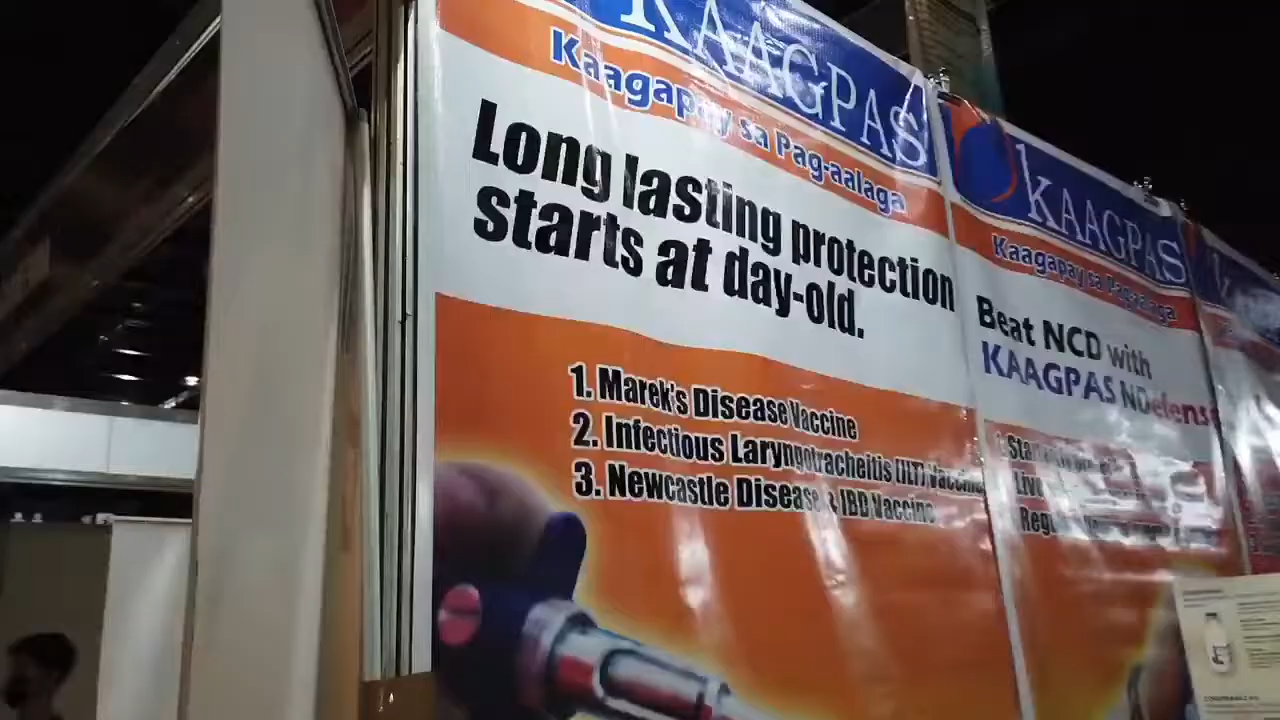 KAAGPAS
Kaagapay sa Pag-aalaga
Long lasting protection
starts at day-old.
1. Marek's Disease Vaccine
2. Infectious Laryngotracheitis (ILT) Vaccine
3. Newcastle Disease & IBD Vaccine
KAAGPAS
Kaagapay sa Pag-aalaga
Beat NCD with
KAAGPAS NDefense
Live